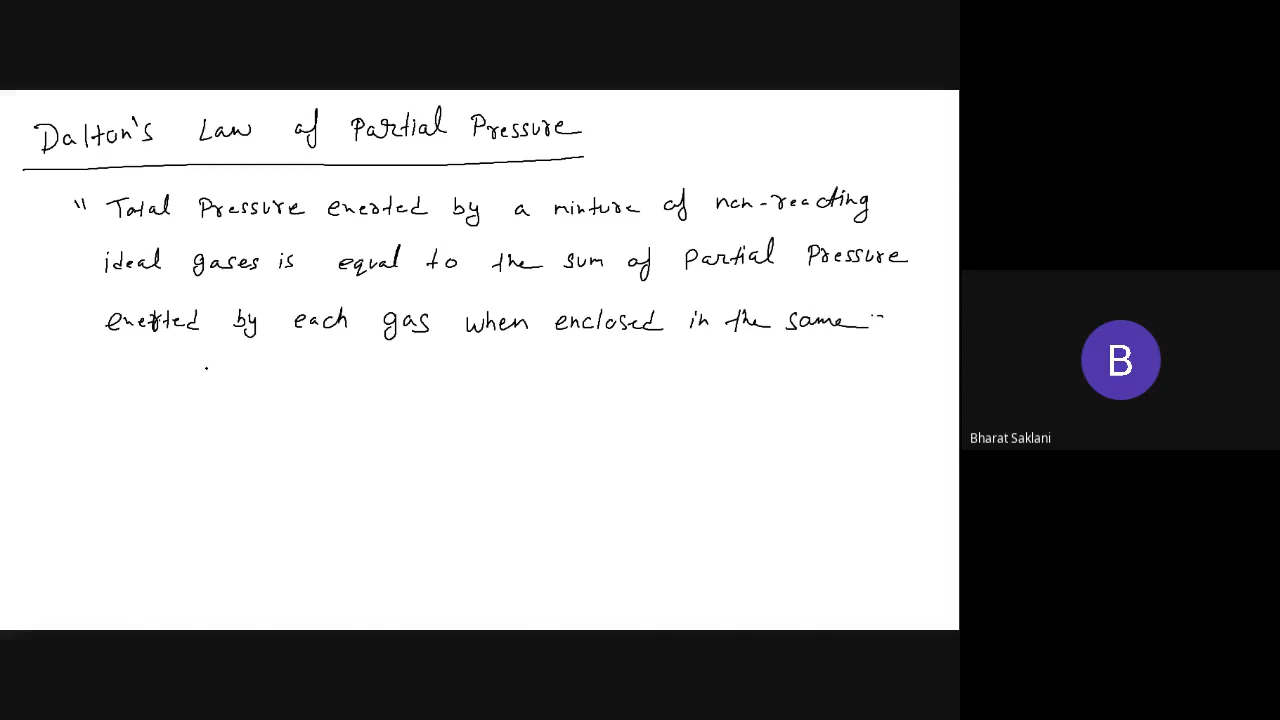 Dalton's Law of Partial Pressure
" Total Pressure exerted by a mixture of non-reacting
ideal gases is equal to the sum of Partial Pressure
exerted by each gas when enclosed in the same
B
Bharat Saklani